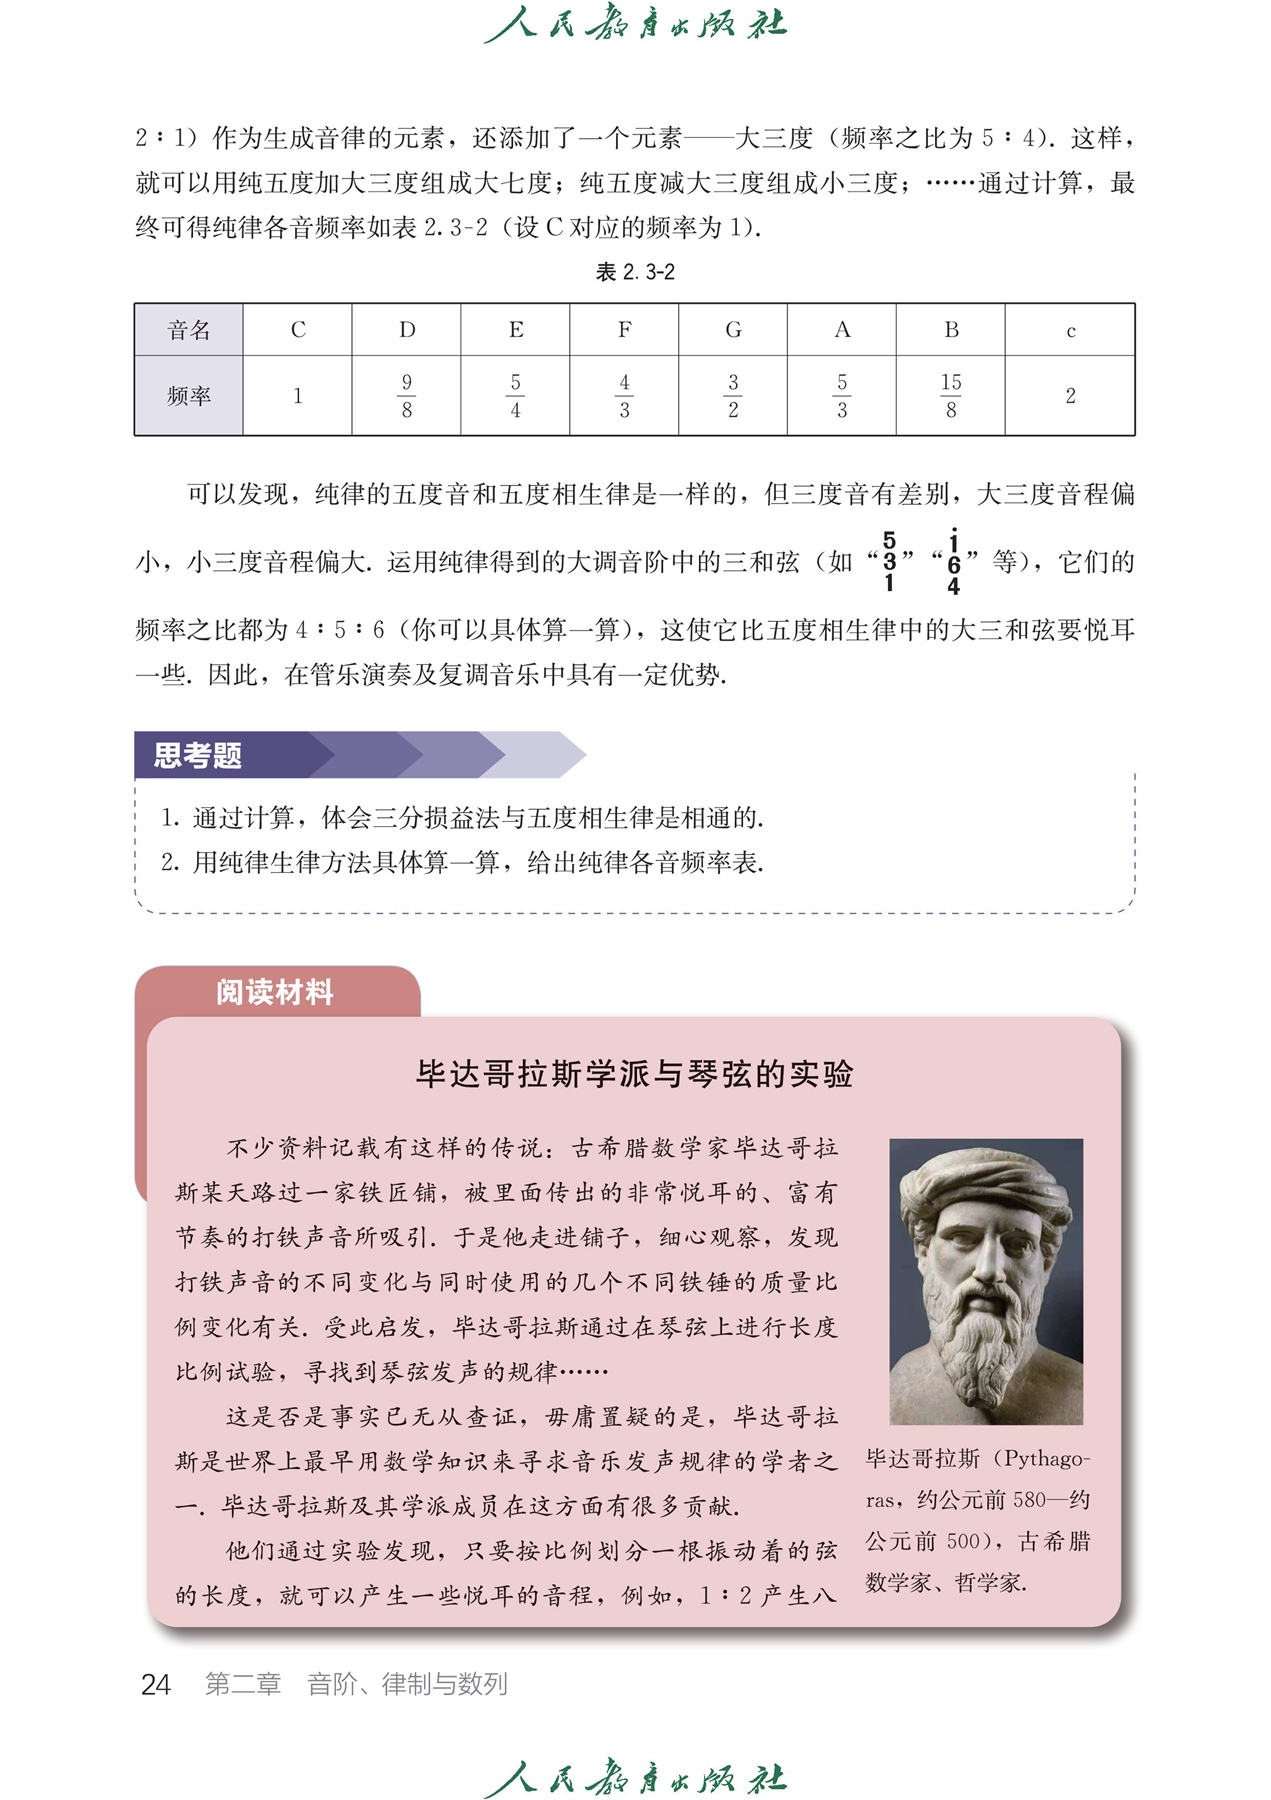 人民教育出版社
2∶1）作为生成音律的元素，还添加了一个元素——大三度（频率之比为 5∶4）. 这样，
就可以用纯五度加大三度组成大七度；纯五度减大三度组成小三度；……通过计算，最
终可得纯律各音频率如表 2.3-2（设 C 对应的频率为 1）.
表 2.3-2
音名 C D E F G A B c
频率 1 9/8 5/4 4/3 3/2 5/3 15/8 2
可以发现，纯律的五度音和五度相生律是一样的，但三度音有差别，大三度音程偏
小，小三度音程偏大. 运用纯律得到的大调音阶中的三和弦（如“5 3 1”“i 6 4”等），它们的
频率之比都为 4∶5∶6（你可以具体算一算），这使它比五度相生律中的大三和弦要悦耳
一些. 因此，在管乐演奏及复调音乐中具有一定优势.
思考题
1. 通过计算，体会三分损益法与五度相生律是相通的.
2. 用纯律生律方法具体算一算，给出纯律各音频率表.
阅读材料
毕达哥拉斯学派与琴弦的实验
不少资料记载有这样的传说：古希腊数学家毕达哥拉
斯某天路过一家铁匠铺，被里面传出的非常悦耳的、富有
节奏的打铁声音所吸引. 于是他走进铺子，细心观察，发现
打铁声音的不同变化与同时使用的几个不同铁锤的质量比
例变化有关. 受此启发，毕达哥拉斯通过在琴弦上进行长度
比例试验，寻找到琴弦发声的规律……
这是否是事实已无从查证，毋庸置疑的是，毕达哥拉
斯是世界上最早用数学知识来寻求音乐发声规律的学者之
一. 毕达哥拉斯及其学派成员在这方面有很多贡献.
他们通过实验发现，只要按比例划分一根振动着的弦
的长度，就可以产生一些悦耳的音程，例如，1∶2 产生八
毕达哥拉斯（Pythago-
ras，约公元前 580—约
公元前 500），古希腊
数学家、哲学家.
24 第二章 音阶、律制与数列
人民教育出版社